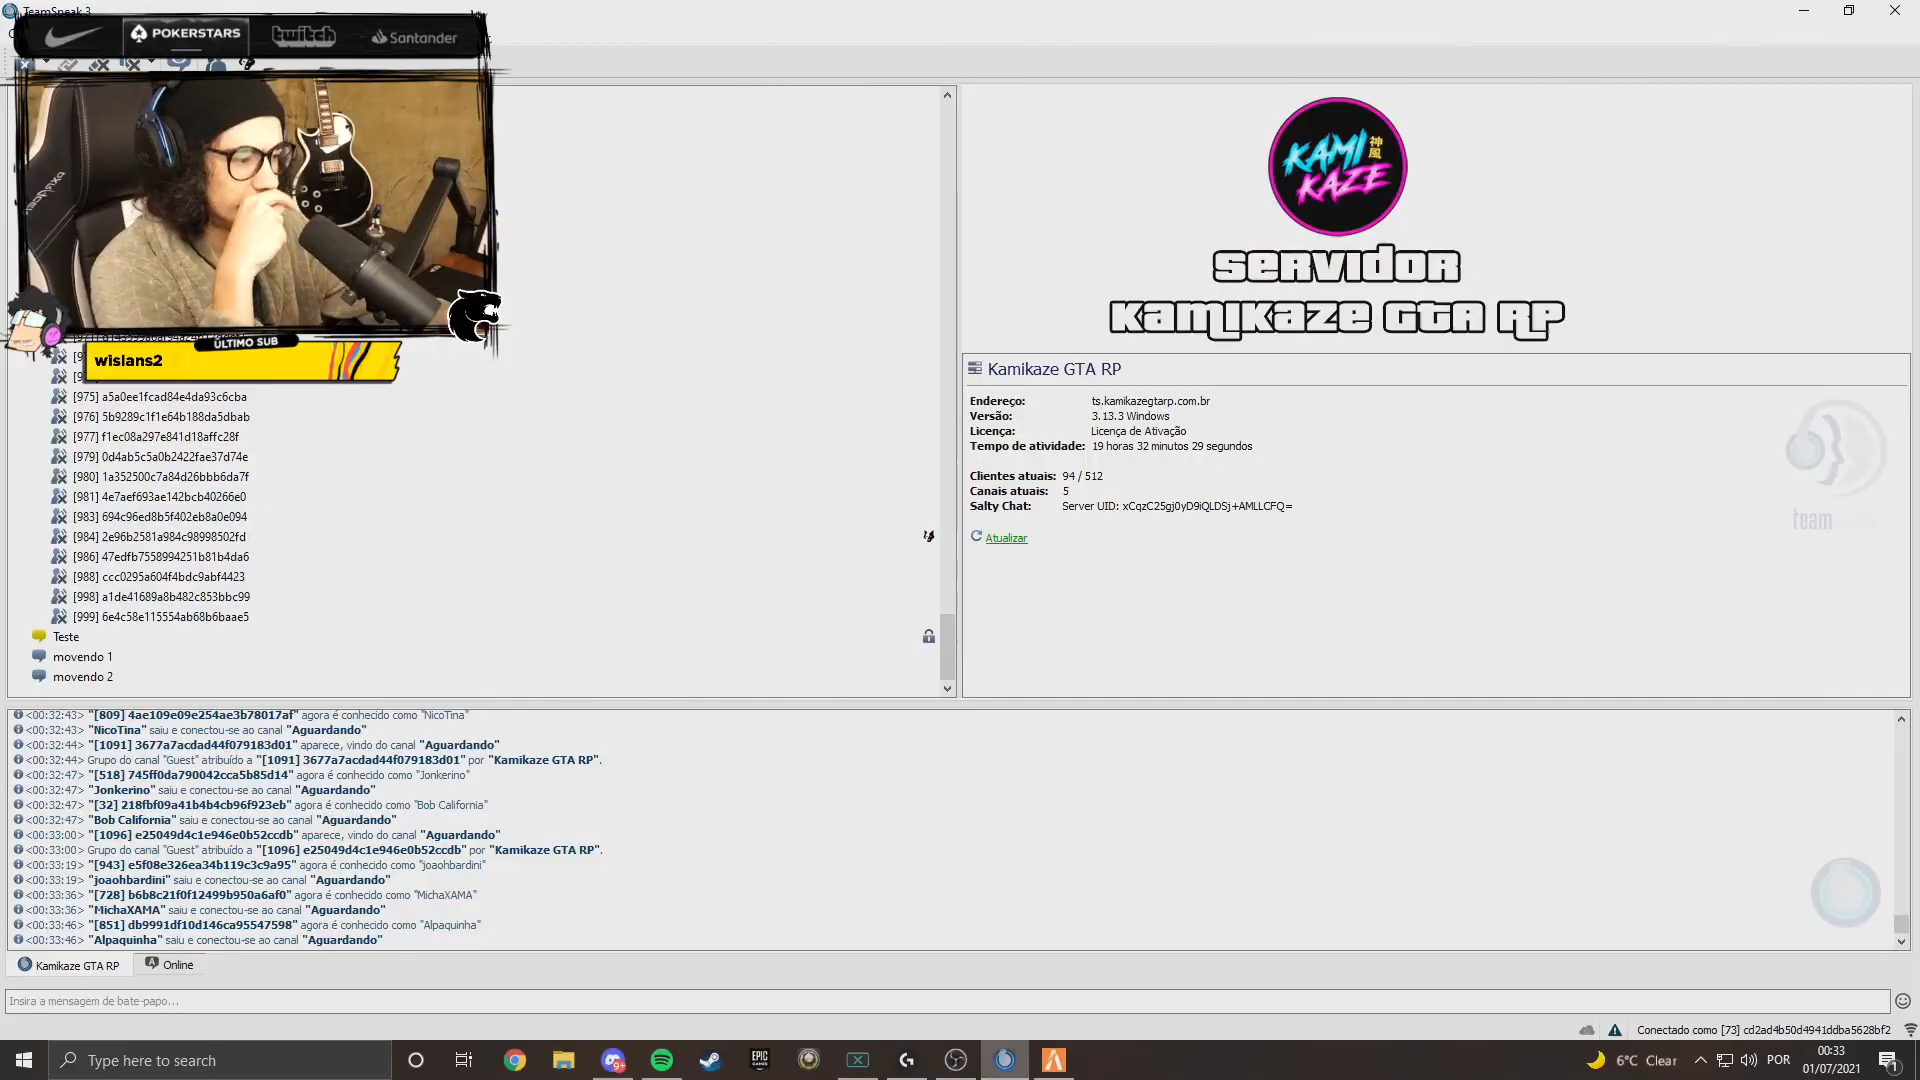 TeamSpeak 3
POKERSTARS
twitch
Santander
ÚLTIMO SUB
wislans2
[975] a5a0ee1fcad84e4da93c6cba
[976] 5b9289c1f1e64b188da5dbab
[977] f1ec08a297e841d18affc28f
[979] 0d4ab5c5a0b2422fae37d74e
[980] 1a352500c7a84d26bbb6da7f
[981] 4e7aef693ae142bcb40266e0
[983] 694c96ed8b5f402eb8a0e094
[984] 2e96b2581a984c98998502fd
[986] 47edfb7558994251b81b4da6
[988] ccc0295a604f4bdc9abf4423
[998] a1de41689a8b482c853bbc99
[999] 6e4c58e115554ab68b6baae5
Teste
movendo 1
movendo 2
KAMI 神風
KAZE
SERVIDOR
KAMIKAZE GTA RP
Kamikaze GTA RP
Endereço: ts.kamikazegtarp.com.br
Versão: 3.13.3 Windows
Licença: Licença de Ativação
Tempo de atividade: 19 horas 32 minutos 29 segundos
Clientes atuais: 94 / 512
Canais atuais: 5
Salty Chat: Server UID: xCqzC25gj0yD9iQLDSj+AMLLCFQ=
Atualizar
team
<00:32:43> "[809] 4ae109e09e254ae3b78017af" agora é conhecido como "NicoTina"
<00:32:43> "NicoTina" saiu e conectou-se ao canal "Aguardando"
<00:32:44> "[1091] 3677a7acdad44f079183d01" aparece, vindo do canal "Aguardando"
<00:32:44> Grupo do canal "Guest" atribuído a "[1091] 3677a7acdad44f079183d01" por "Kamikaze GTA RP".
<00:32:47> "[518] 745ff0da790042cca5b85d14" agora é conhecido como "Jonkerino"
<00:32:47> "Jonkerino" saiu e conectou-se ao canal "Aguardando"
<00:32:47> "[32] 218fbf09a41b4b4cb96f923eb" agora é conhecido como "Bob California"
<00:32:47> "Bob California" saiu e conectou-se ao canal "Aguardando"
<00:33:00> "[1096] e25049d4c1e946e0b52ccdb" aparece, vindo do canal "Aguardando"
<00:33:00> Grupo do canal "Guest" atribuído a "[1096] e25049d4c1e946e0b52ccdb" por "Kamikaze GTA RP".
<00:33:19> "[943] e5f08e326ea34b119c3c9a95" agora é conhecido como "joaohbardini"
<00:33:19> "joaohbardini" saiu e conectou-se ao canal "Aguardando"
<00:33:36> "[728] b6b8c21f0f12499b950a6af0" agora é conhecido como "MichaXAMA"
<00:33:36> "MichaXAMA" saiu e conectou-se ao canal "Aguardando"
<00:33:46> "[851] db9991df10d146ca95547598" agora é conhecido como "Alpaquinha"
<00:33:46> "Alpaquinha" saiu e conectou-se ao canal "Aguardando"
Kamikaze GTA RP
Online
Insira a mensagem de bate-papo...
Conectado como [73] cd2ad4b50d4941ddba5628bf2
Type here to search
EPIC
9+
6°C Clear
POR
00:33
01/07/2021
1